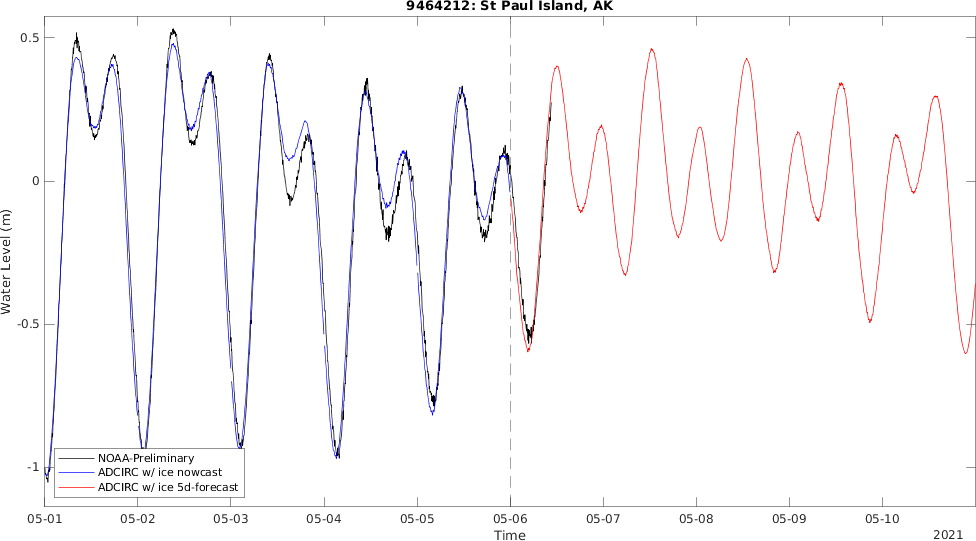 9464212: St Paul Island, AK
Water Level (m)
0.5
0
-0.5
-1
NOAA-Preliminary
ADCIRC w/ ice nowcast
ADCIRC w/ ice 5d-forecast
05-01 05-02 05-03 05-04 05-05 05-06 05-07 05-08 05-09 05-10
Time
2021